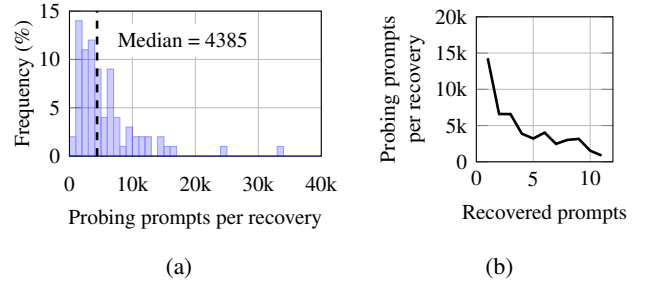 Frequency (%)
15
10
5
0
Median = 4385
0
10k
20k
30k
40k
Probing prompts per recovery
(a)
Probing prompts
per recovery
20k
15k
10k
5k
0
0
5
10
Recovered prompts
(b)